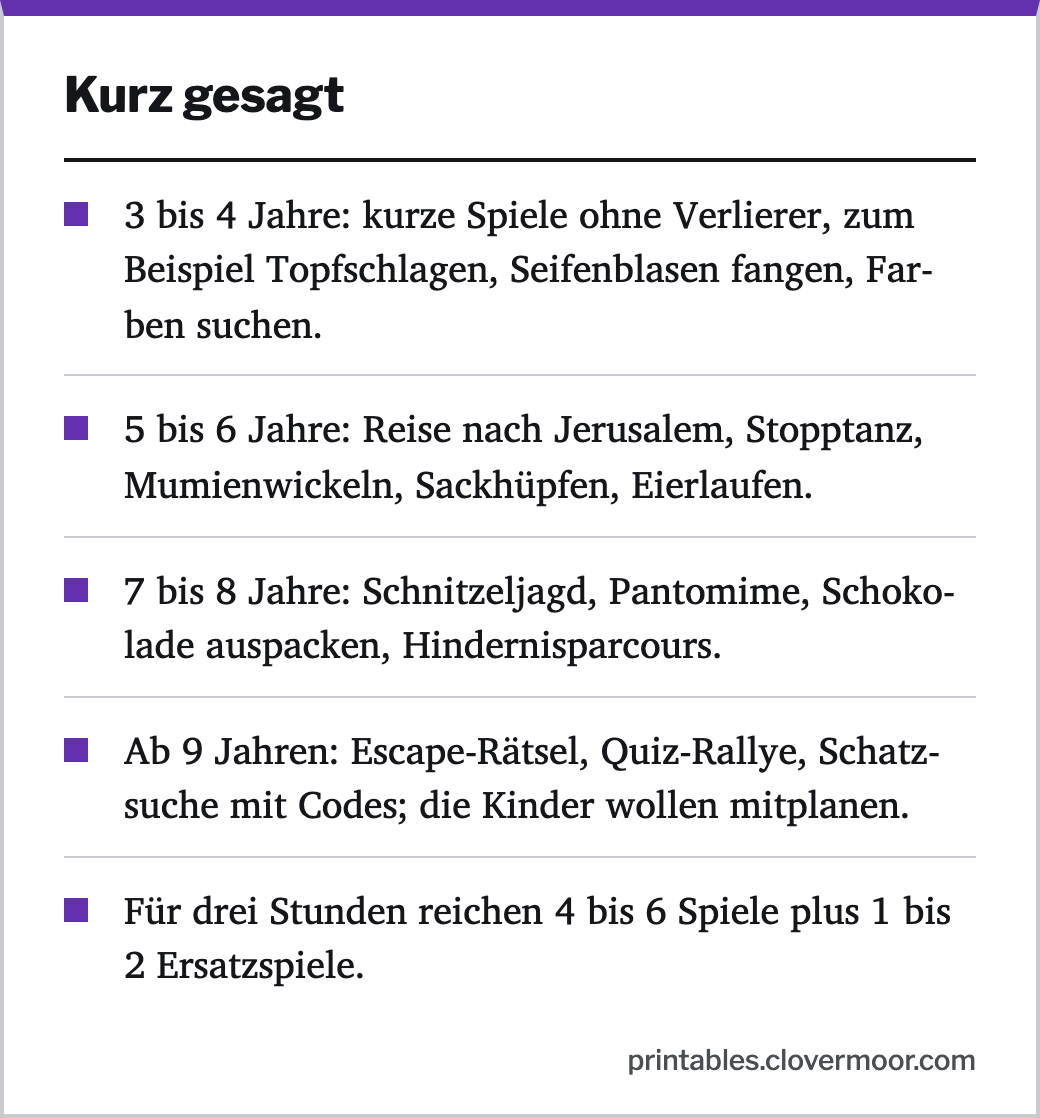 Kurz gesagt
3 bis 4 Jahre: kurze Spiele ohne Verlierer, zum
Beispiel Topfschlagen, Seifenblasen fangen, Far-
ben suchen.
5 bis 6 Jahre: Reise nach Jerusalem, Stopptanz,
Mumienwickeln, Sackhüpfen, Eierlaufen.
7 bis 8 Jahre: Schnitzeljagd, Pantomime, Schoko-
lade auspacken, Hindernisparcours.
Ab 9 Jahren: Escape-Rätsel, Quiz-Rallye, Schatz-
suche mit Codes; die Kinder wollen mitplanen.
Für drei Stunden reichen 4 bis 6 Spiele plus 1 bis
2 Ersatzspiele.
printables.clovermoor.com